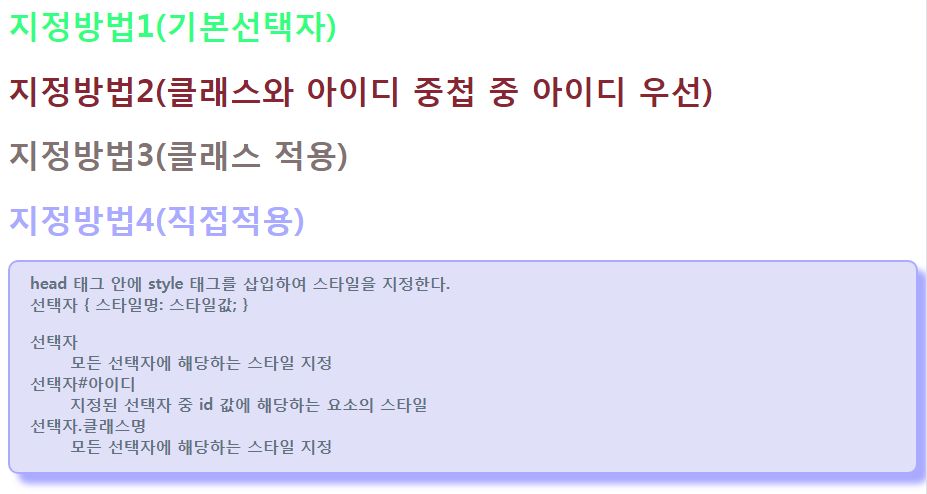 지정방법1(기본선택자)
지정방법2(클래스와 아이디 중첩 중 아이디 우선)
지정방법3(클래스 적용)
지정방법4(직접적용)
head 태그 안에 style 태그를 삽입하여 스타일을 지정한다.
선택자 { 스타일명: 스타일값; }
선택자
모든 선택자에 해당하는 스타일 지정
선택자#아이디
지정된 선택자 중 id 값에 해당하는 요소의 스타일
선택자.클래스명
모든 선택자에 해당하는 스타일 지정